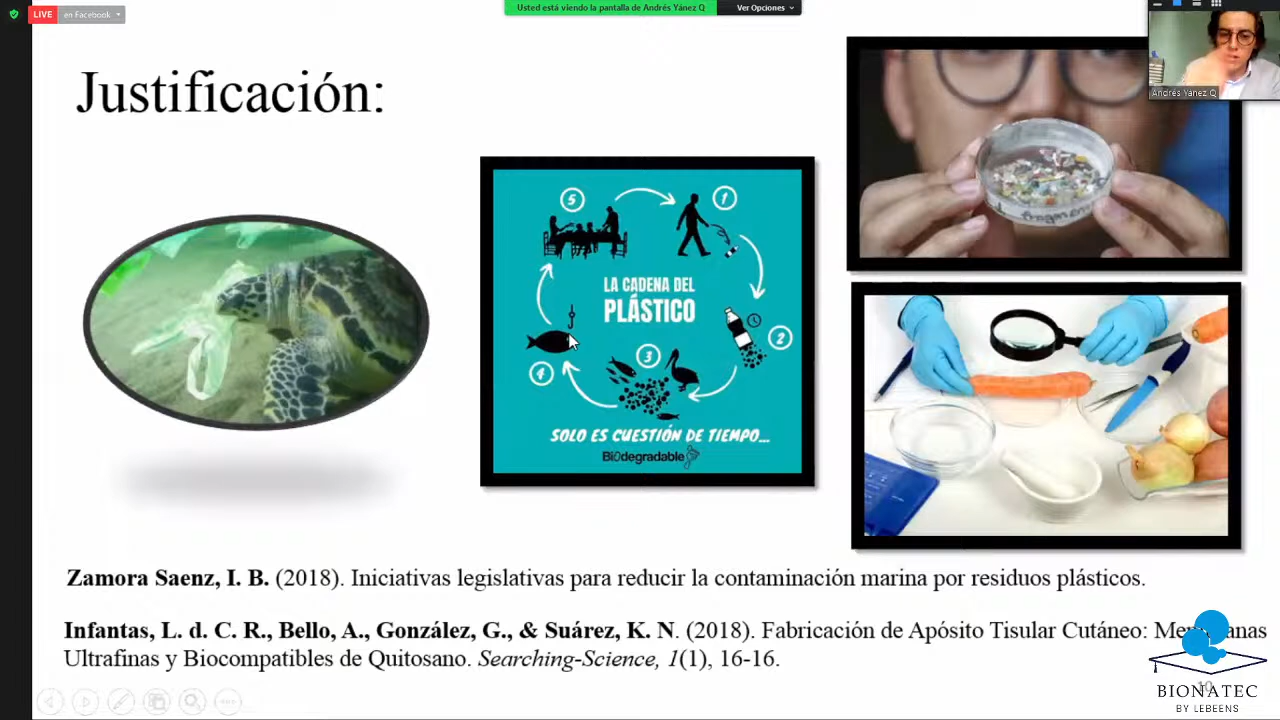 LIVE en Facebook
Usted está viendo la pantalla de Andrés Yánez Q
Ver Opciones
Andrés Yánez Q
Justificación:
5
1
LA CADENA DEL
PLÁSTICO
2
3
4
SOLO ES CUESTIÓN DE TIEMPO...
BiOdegradable
Zamora Saenz, I. B. (2018). Iniciativas legislativas para reducir la contaminación marina por residuos plásticos.
Infantas, L. d. C. R., Bello, A., González, G., & Suárez, K. N. (2018). Fabricación de Apósito Tisular Cutáneo:
Ultrafinas y Biocompatibles de Quitosano. Searching-Science, 1(1), 16-16.
10
BIONATEC
BY LEBEENS